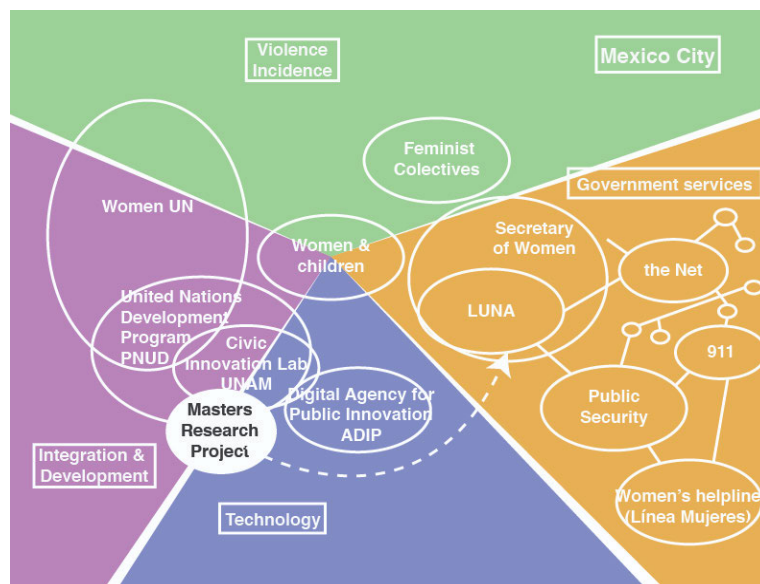 Violence
Incidence
Mexico City
Feminist
Colectives
Government services
Women UN
Secretary
of Women
Women &
children
the Net
United Nations
Development
Program
PNUD
LUNA
Civic
Innovation Lab
UNAM
911
Digital Agency for
Public Innovation
ADIP
Public
Security
Masters
Research
Project
Integration &
Development
Women's helpline
(Línea Mujeres)
Technology